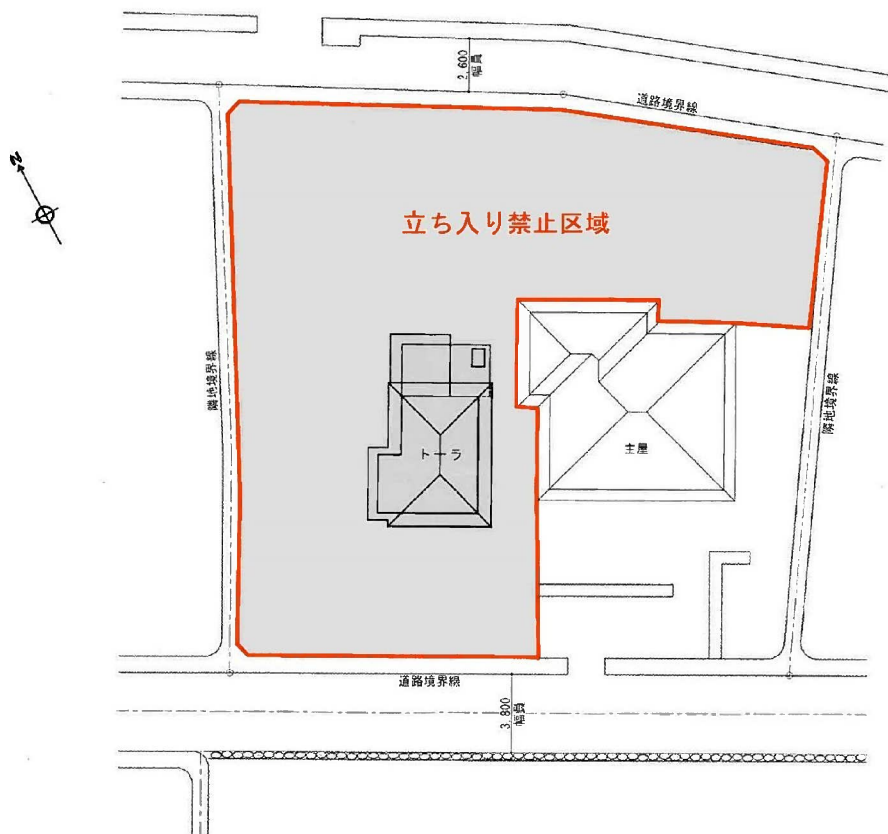 2,600
幅員
道路境界線
N
立ち入り禁止区域
隣地境界線
トーラ
主屋
隣地境界線
道路境界線
3,800
幅員